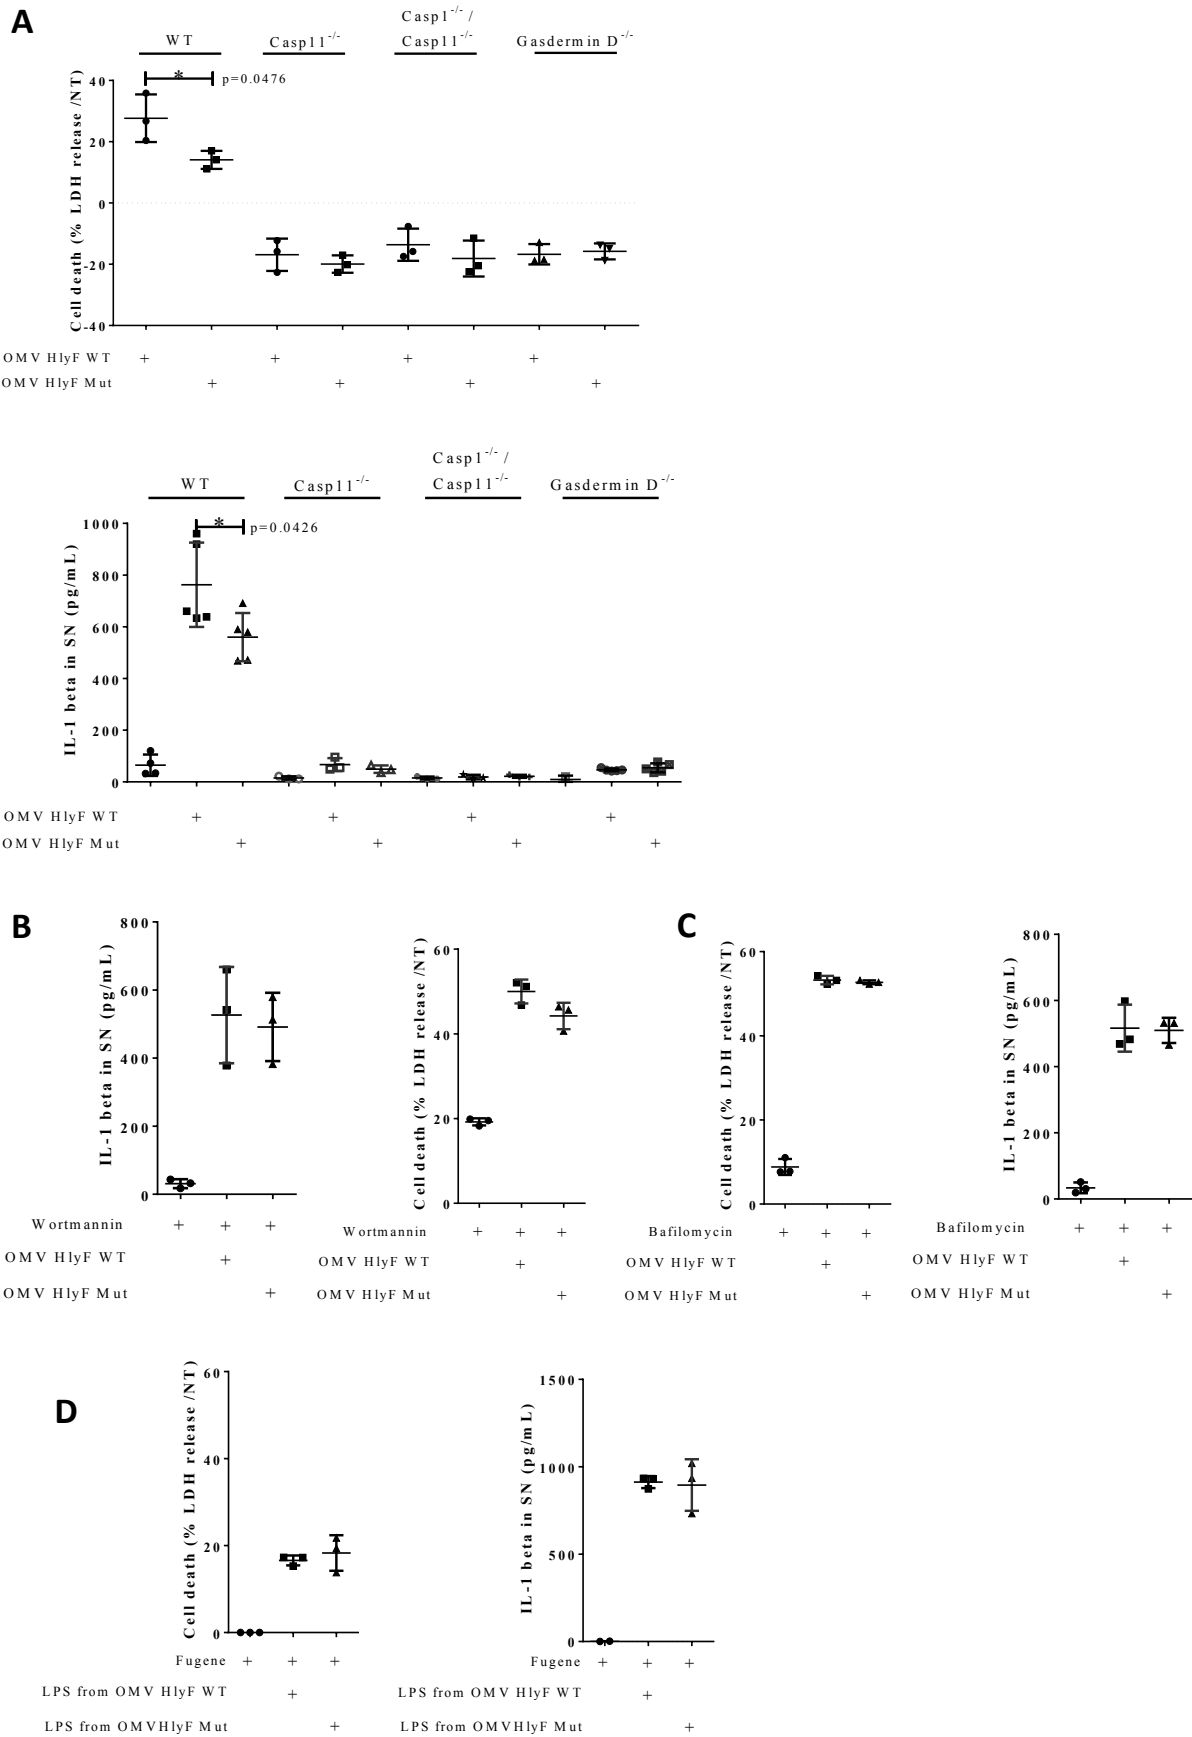 A
Casp1-/- /
WT
Casp11-/-
Casp11-/-
Gasdermin D-/-
* p=0.0476
Cell death (% LDH release /NT)
40
20
0
-20
-40
OMV HlyF WT + + + +
OMV HlyF Mut + + + +
Casp1-/- /
WT
Casp11-/-
Casp11-/-
Gasdermin D-/-
* p=0.0426
IL-1 beta in SN (pg/mL)
1000
800
600
400
200
0
OMV HlyF WT + + + +
OMV HlyF Mut + + + +
B
IL-1 beta in SN (pg/mL)
800
600
400
200
0
Wortmannin + + +
OMV HlyF WT +
OMV HlyF Mut +
Cell death (% LDH release /NT)
60
40
20
0
Wortmannin + + +
OMV HlyF WT +
OMV HlyF Mut +
C
Cell death (% LDH release /NT)
60
40
20
0
Bafilomycin + + +
OMV HlyF WT +
OMV HlyF Mut +
IL-1 beta in SN (pg/mL)
800
600
400
200
0
Bafilomycin + + +
OMV HlyF WT +
OMV HlyF Mut +
D
Cell death (% LDH release /NT)
60
40
20
0
Fugene + + +
LPS from OMV HlyF WT +
LPS from OMVHlyF Mut +
IL-1 beta in SN (pg/mL)
1500
1000
500
0
Fugene + + +
LPS from OMV HlyF WT +
LPS from OMVHlyF Mut +